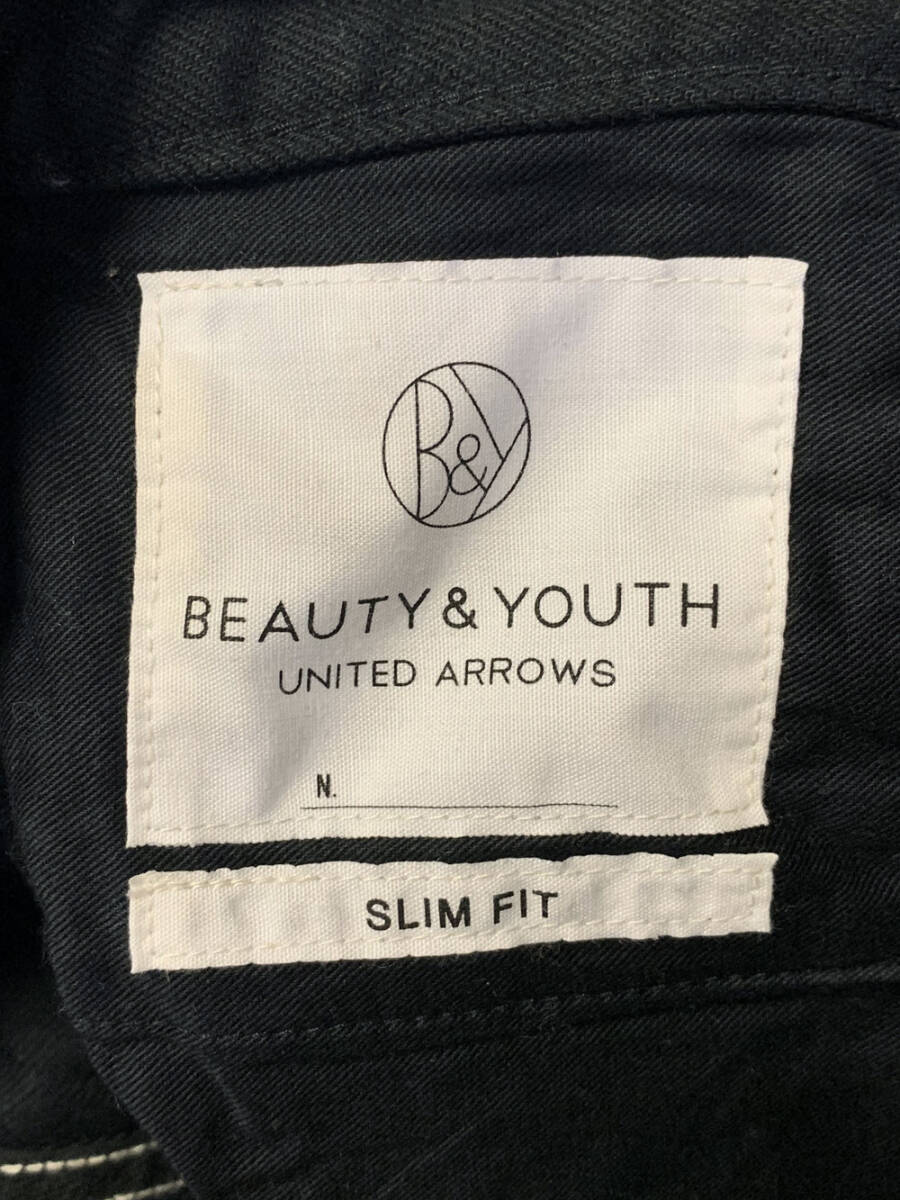 B&Y
BEAUTY & YOUTH
UNITED ARROWS
N.
SLIM FIT